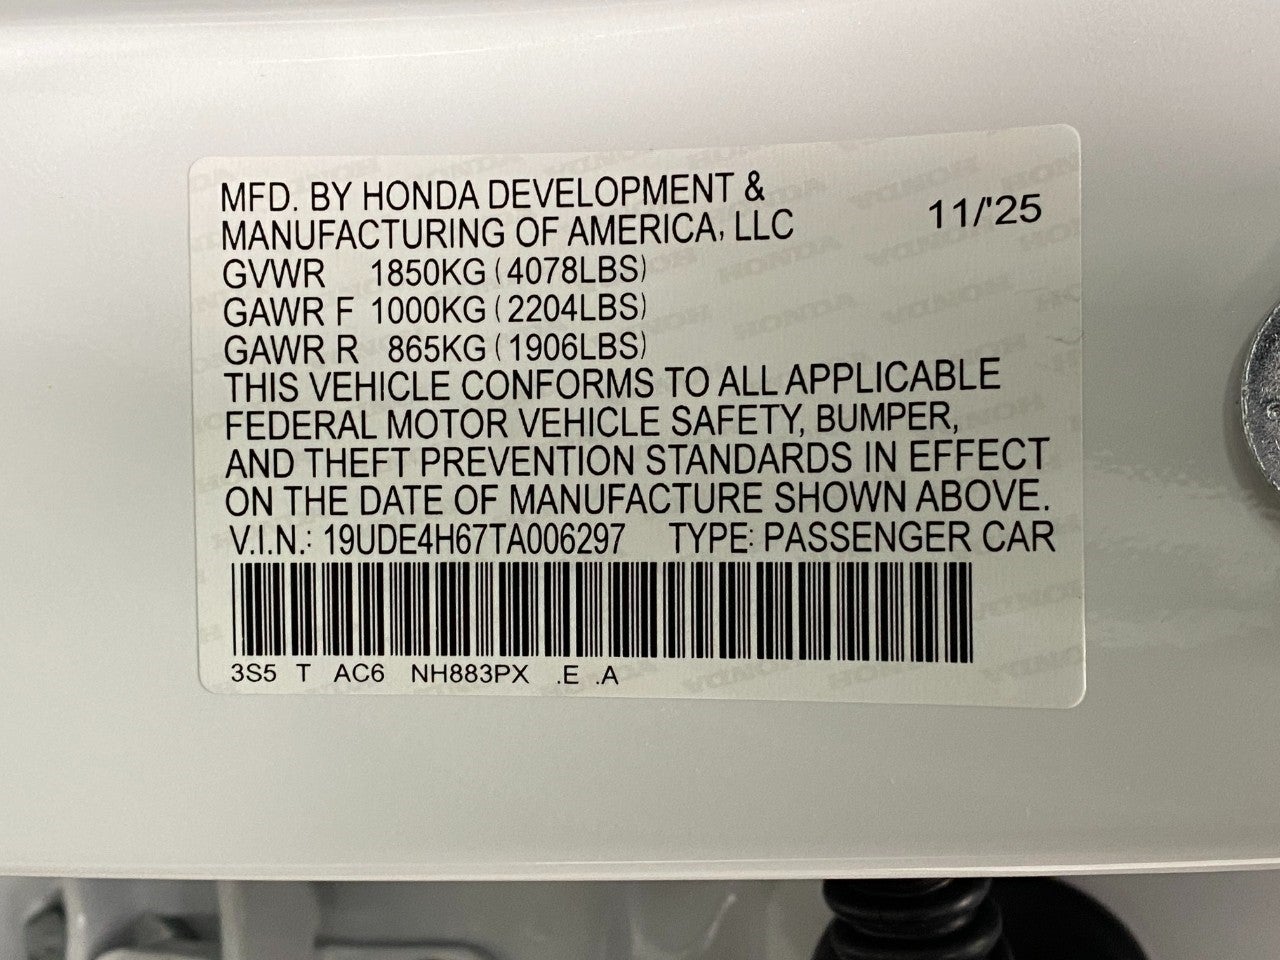 MFD. BY HONDA DEVELOPMENT &
MANUFACTURING OF AMERICA, LLC
11/'25
GVWR 1850KG (4078LBS)
GAWR F 1000KG (2204LBS)
GAWR R 865KG (1906LBS)
THIS VEHICLE CONFORMS TO ALL APPLICABLE
FEDERAL MOTOR VEHICLE SAFETY, BUMPER,
AND THEFT PREVENTION STANDARDS IN EFFECT
ON THE DATE OF MANUFACTURE SHOWN ABOVE.
V.I.N.: 19UDE4H67TA006297 TYPE: PASSENGER CAR
3S5 T AC6 NH883PX .E .A